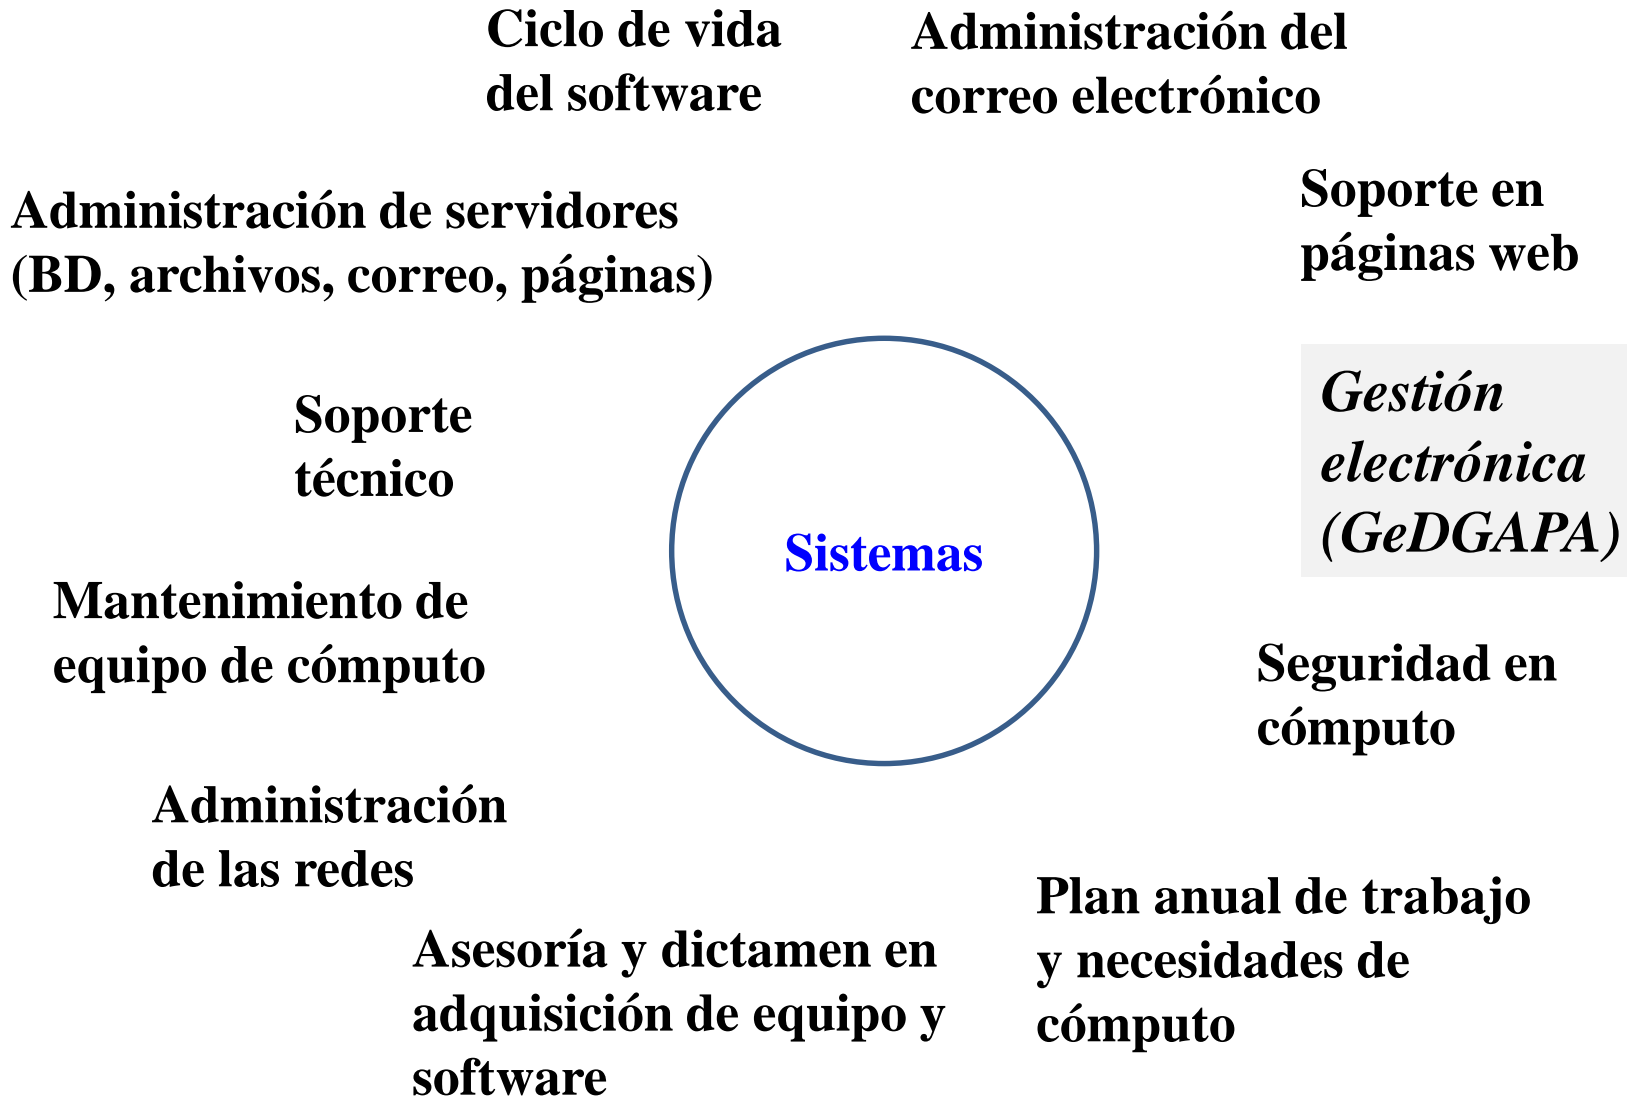 Ciclo de vida
del software
Administración del
correo electrónico
Administración de servidores
(BD, archivos, correo, páginas)
Soporte en
páginas web
Soporte
técnico
Gestión
electrónica
(GeDGAPA)
Sistemas
Mantenimiento de
equipo de cómputo
Seguridad en
cómputo
Administración
de las redes
Plan anual de trabajo
y necesidades de
cómputo
Asesoría y dictamen en
adquisición de equipo y
software